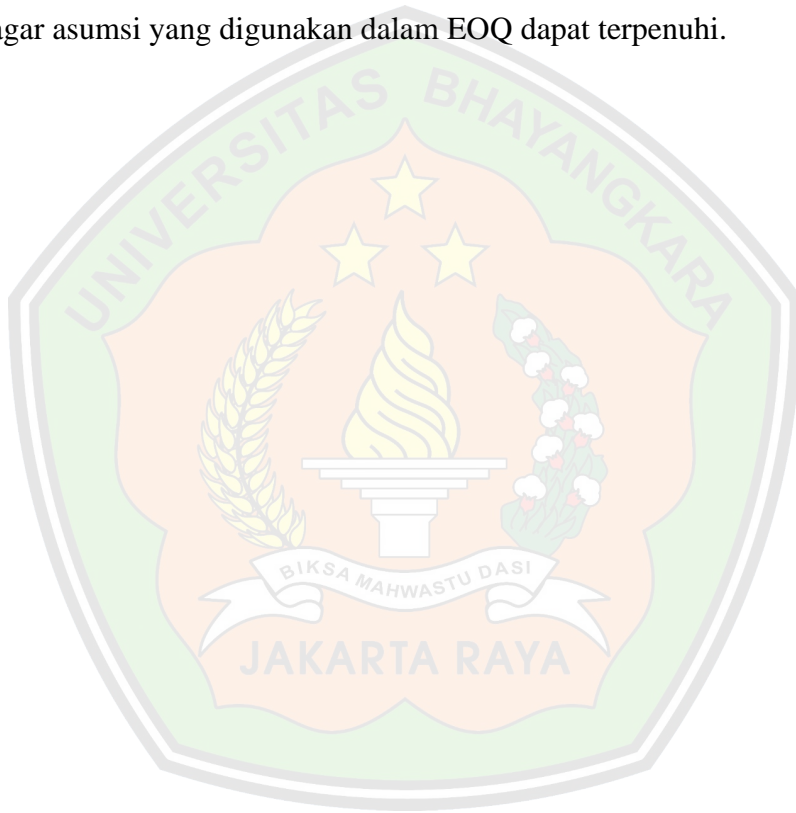 agar asumsi yang digunakan dalam EOQ dapat terpenuhi.
UNIVERSITAS BHAYANGKARA
BIKSA MAHWASTU DASI
JAKARTA RAYA